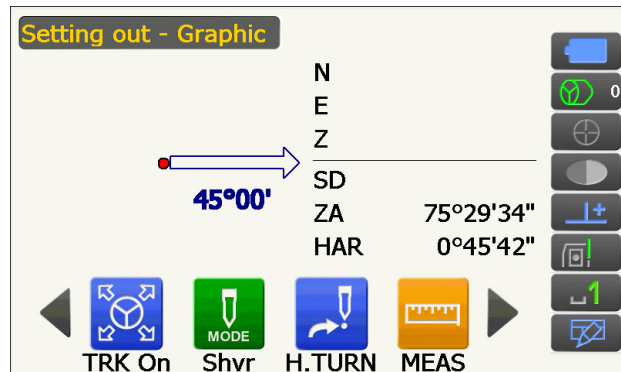 Setting out - Graphic
N
E
Z
45°00'
SD
ZA 75°29'34"
HAR 0°45'42"
0
1
MODE
TRK On Shvr H.TURN MEAS